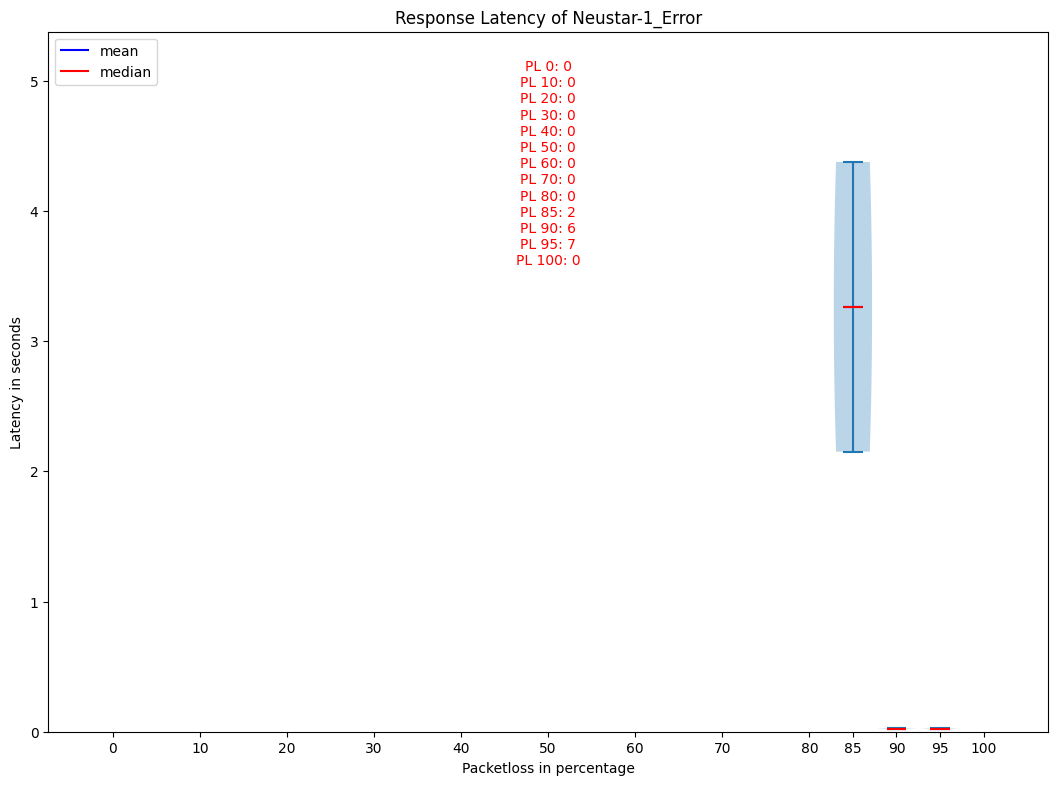 Response Latency of Neustar-1_Error
mean
median
PL 0: 0
PL 10: 0
PL 20: 0
PL 30: 0
PL 40: 0
PL 50: 0
PL 60: 0
PL 70: 0
PL 80: 0
PL 85: 2
PL 90: 6
PL 95: 7
PL 100: 0
5
4
3
2
1
0
Latency in seconds
0 10 20 30 40 50 60 70 80 85 90 95 100
Packetloss in percentage